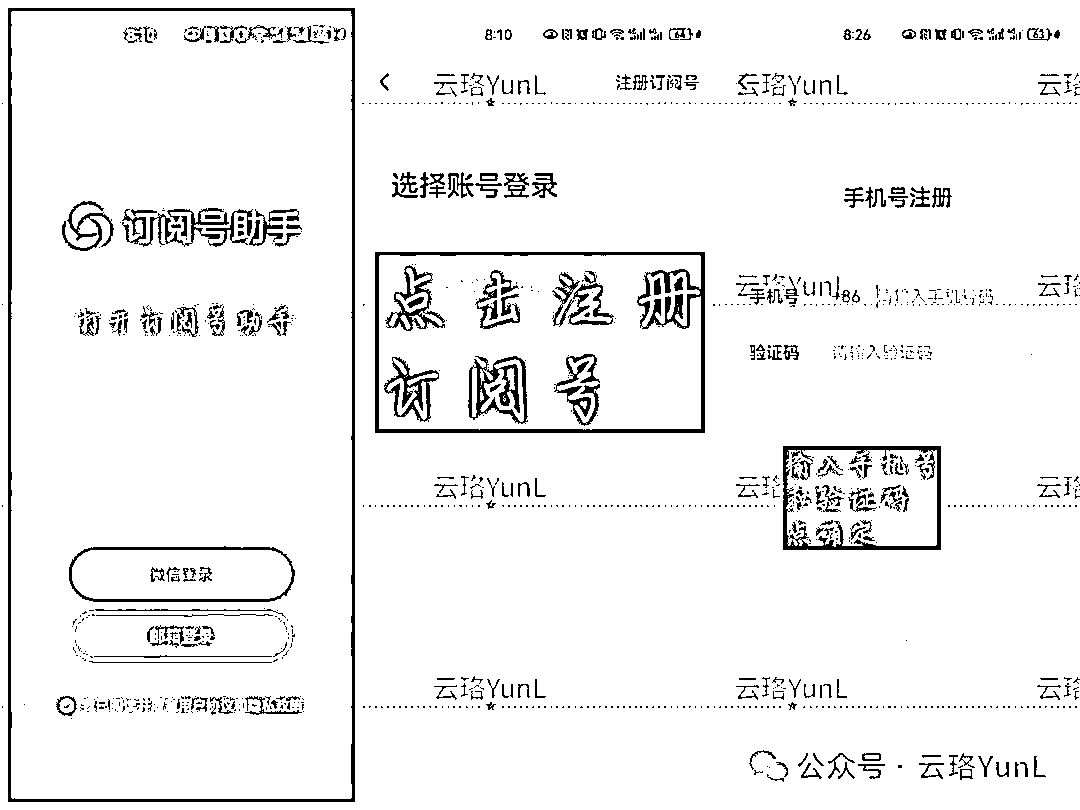 8:10
订阅号助手
打开订阅号助手
微信登录
邮箱登录
8:10
64
云珞YunL
注册订阅号
选择账号登录
点击注册
订阅号
云珞YunL
云珞YunL
8:26
61
云珞YunL
云珞
手机号注册
云珞YunL
云珞
手机号 +86 请输入手机号码
验证码 请输入验证码
云珞
云珞
输入手机号
和验证码
点确定
云珞YunL
云珞
公众号 · 云珞YunL